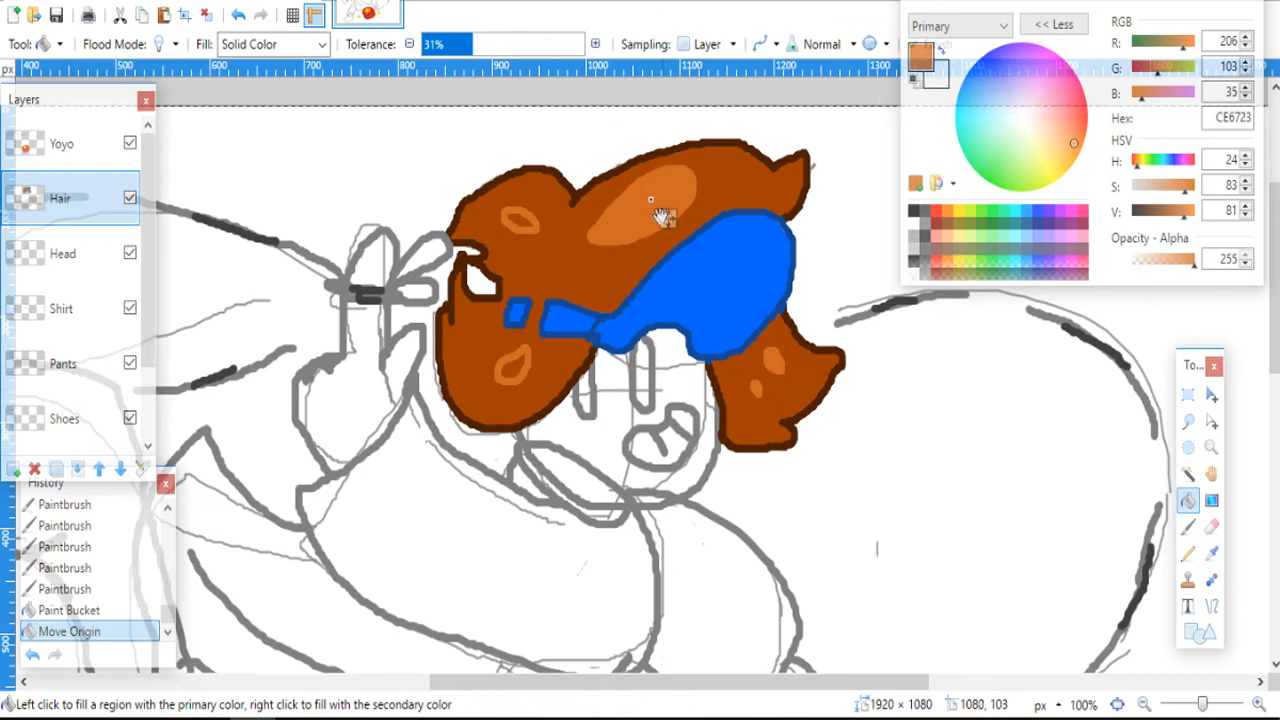 Tool:
Flood Mode:
Fill: Solid Color
Tolerance: 31%
Sampling: Layer
Normal
Primary
<< Less
RGB
R: 206
G: 103
B: 35
Hex: CE6723
HSV
H: 24
S: 83
V: 81
Opacity - Alpha
255
px
400 500 600 700 800 900 1000 1100 1200 1300
Layers
Yoyo
Hair
Head
Shirt
Pants
Shoes
History
Paintbrush
Paintbrush
Paintbrush
Paintbrush
Paintbrush
Paint Bucket
Move Origin
400
500
To...
Left click to fill a region with the primary color, right click to fill with the secondary color
1920 × 1080
1080, 103
px
100%